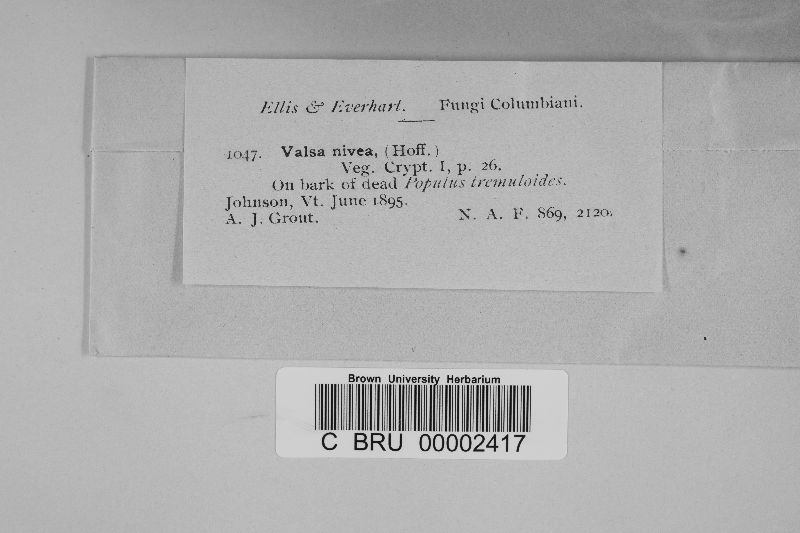 Ellis & Everhart. Fungi Columbiani.
1047. Valsa nivea, (Hoff.)
Veg. Crypt. I, p. 26.
On bark of dead Populus tremuloides.
Johnson, Vt. June 1895.
A. J. Grout. N. A. F. 869, 2120.
Brown University Herbarium
C BRU 00002417